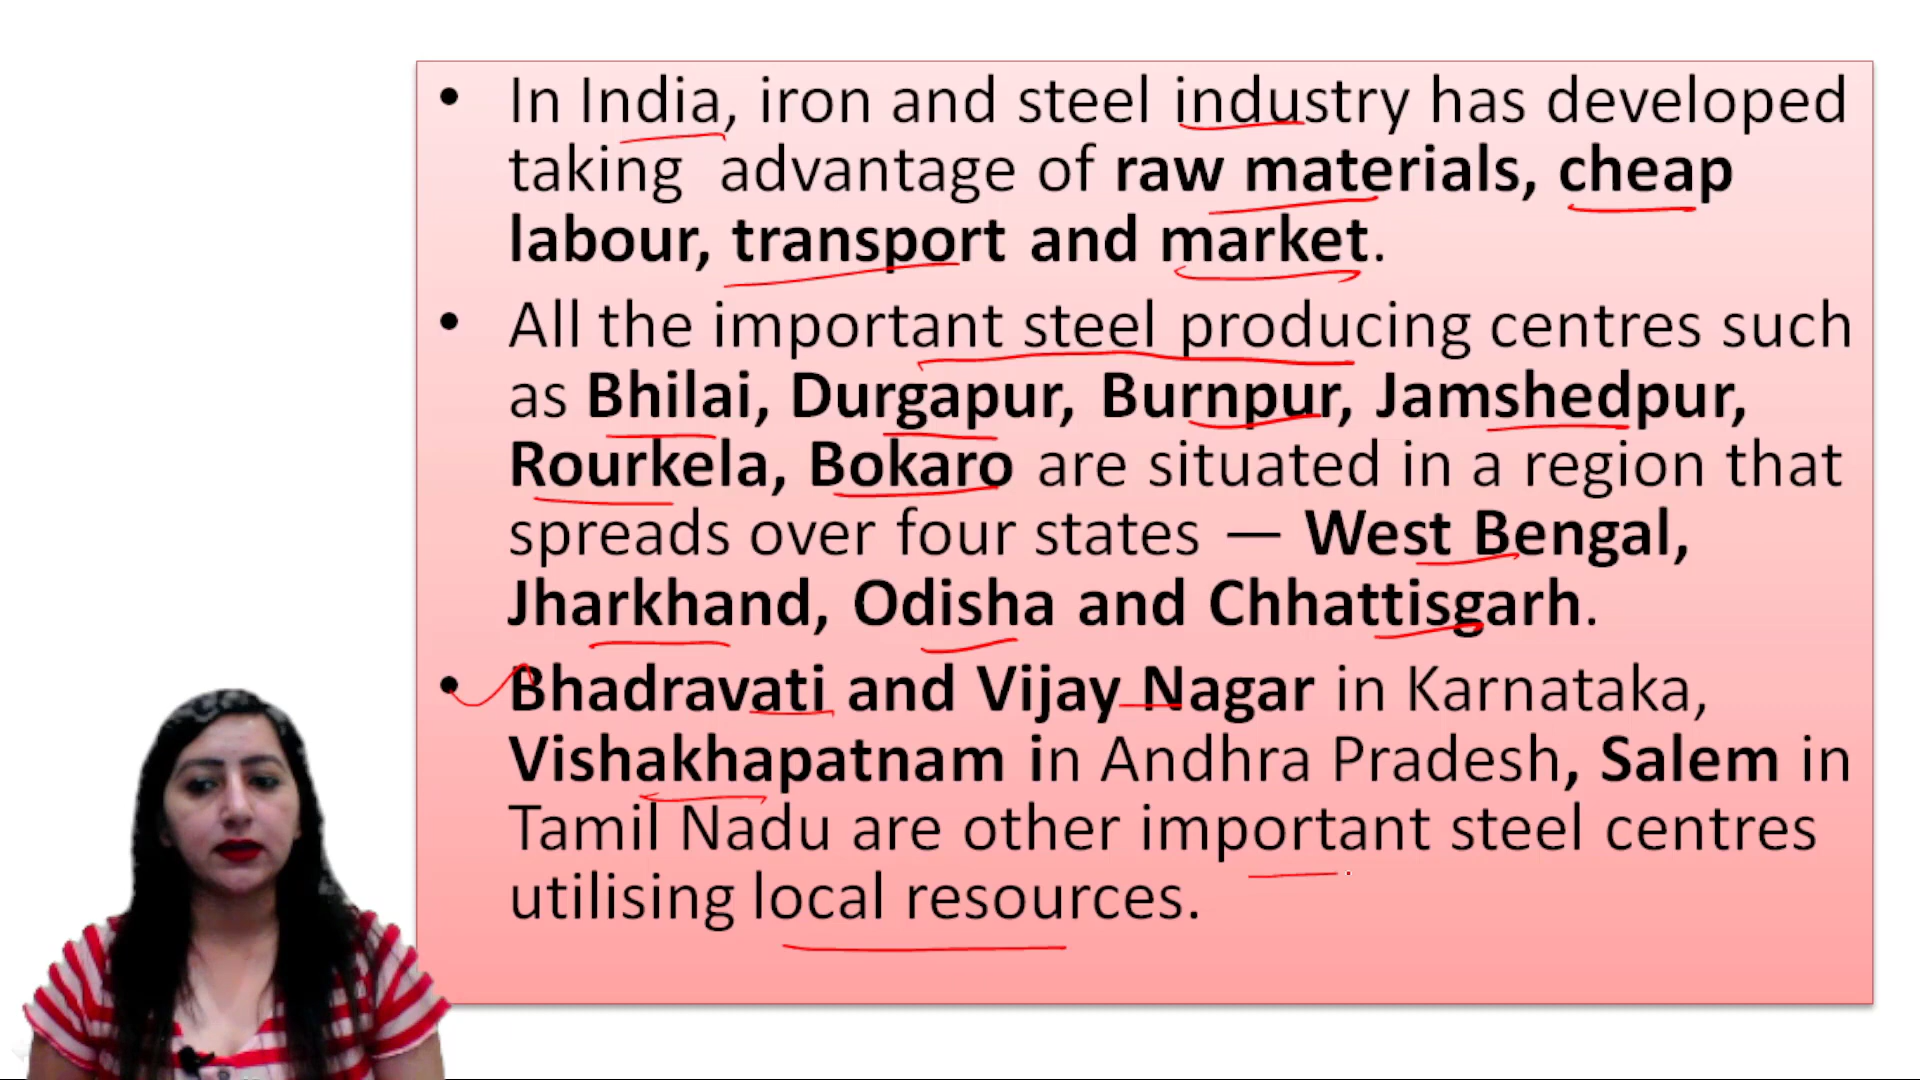 • In India, iron and steel industry has developed
taking advantage of raw materials, cheap
labour, transport and market.
• All the important steel producing centres such
as Bhilai, Durgapur, Burnpur, Jamshedpur,
Rourkela, Bokaro are situated in a region that
spreads over four states — West Bengal,
Jharkhand, Odisha and Chhattisgarh.
• Bhadravati and Vijay Nagar in Karnataka,
Vishakhapatnam in Andhra Pradesh, Salem in
Tamil Nadu are other important steel centres
utilising local resources.